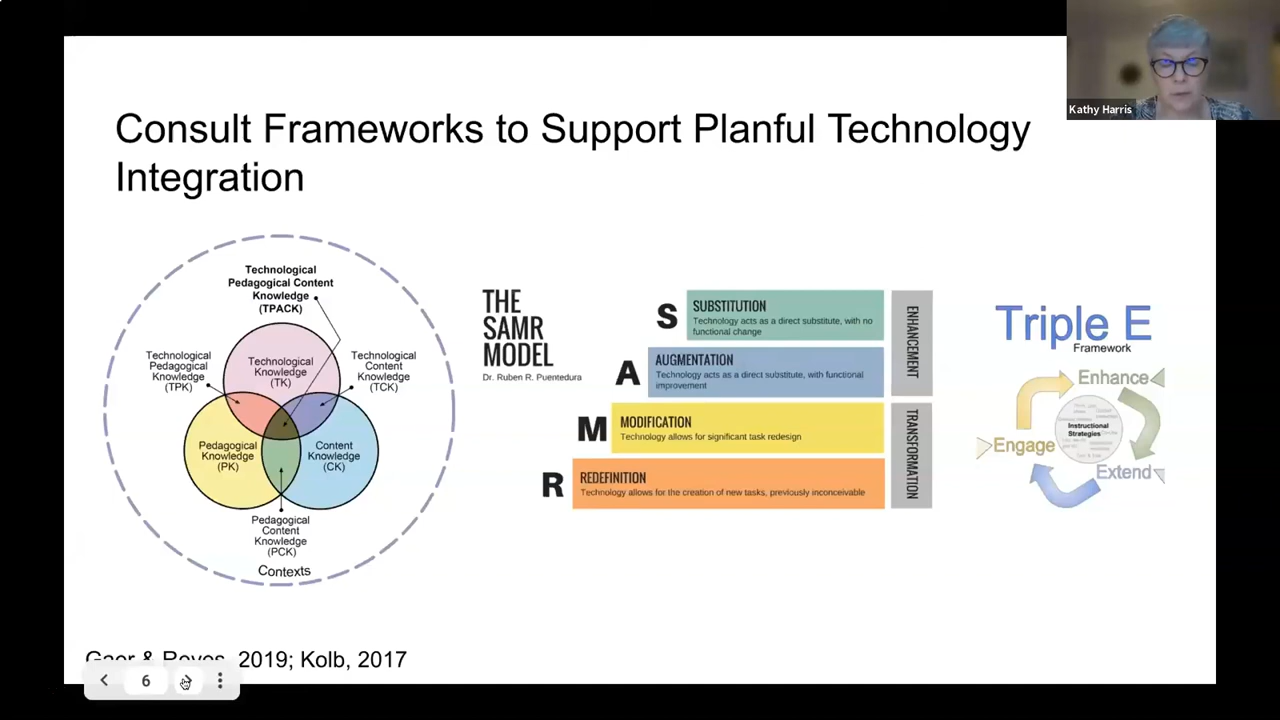 Kathy Harris
Consult Frameworks to Support Planful Technology
Integration
Technological
Pedagogical Content
Knowledge
(TPACK)
Technological
Pedagogical
Knowledge
(TPK)
Technological
Knowledge
(TK)
Technological
Content
Knowledge
(TCK)
Pedagogical
Knowledge
(PK)
Content
Knowledge
(CK)
Pedagogical
Content
Knowledge
(PCK)
Contexts
THE
SAMR
MODEL
Dr. Ruben R. Puentedura
S
SUBSTITUTION
Technology acts as a direct substitute, with no
functional change
A
AUGMENTATION
Technology acts as a direct substitute, with functional
improvement
M
MODIFICATION
Technology allows for significant task redesign
R
REDEFINITION
Technology allows for the creation of new tasks, previously inconceivable
ENHANCEMENT
TRANSFORMATION
Triple E
Framework
Enhance
Instructional
Strategies
Engage
Extend
2019; Kolb, 2017
6